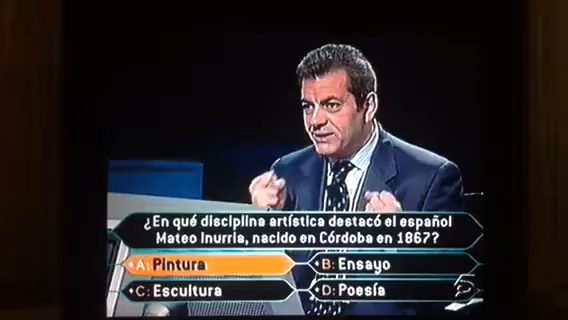 ¿En qué disciplina artística destacó el español
Mateo Inurria, nacido en Córdoba en 1867?
A: Pintura
B: Ensayo
C: Escultura
D: Poesía
5